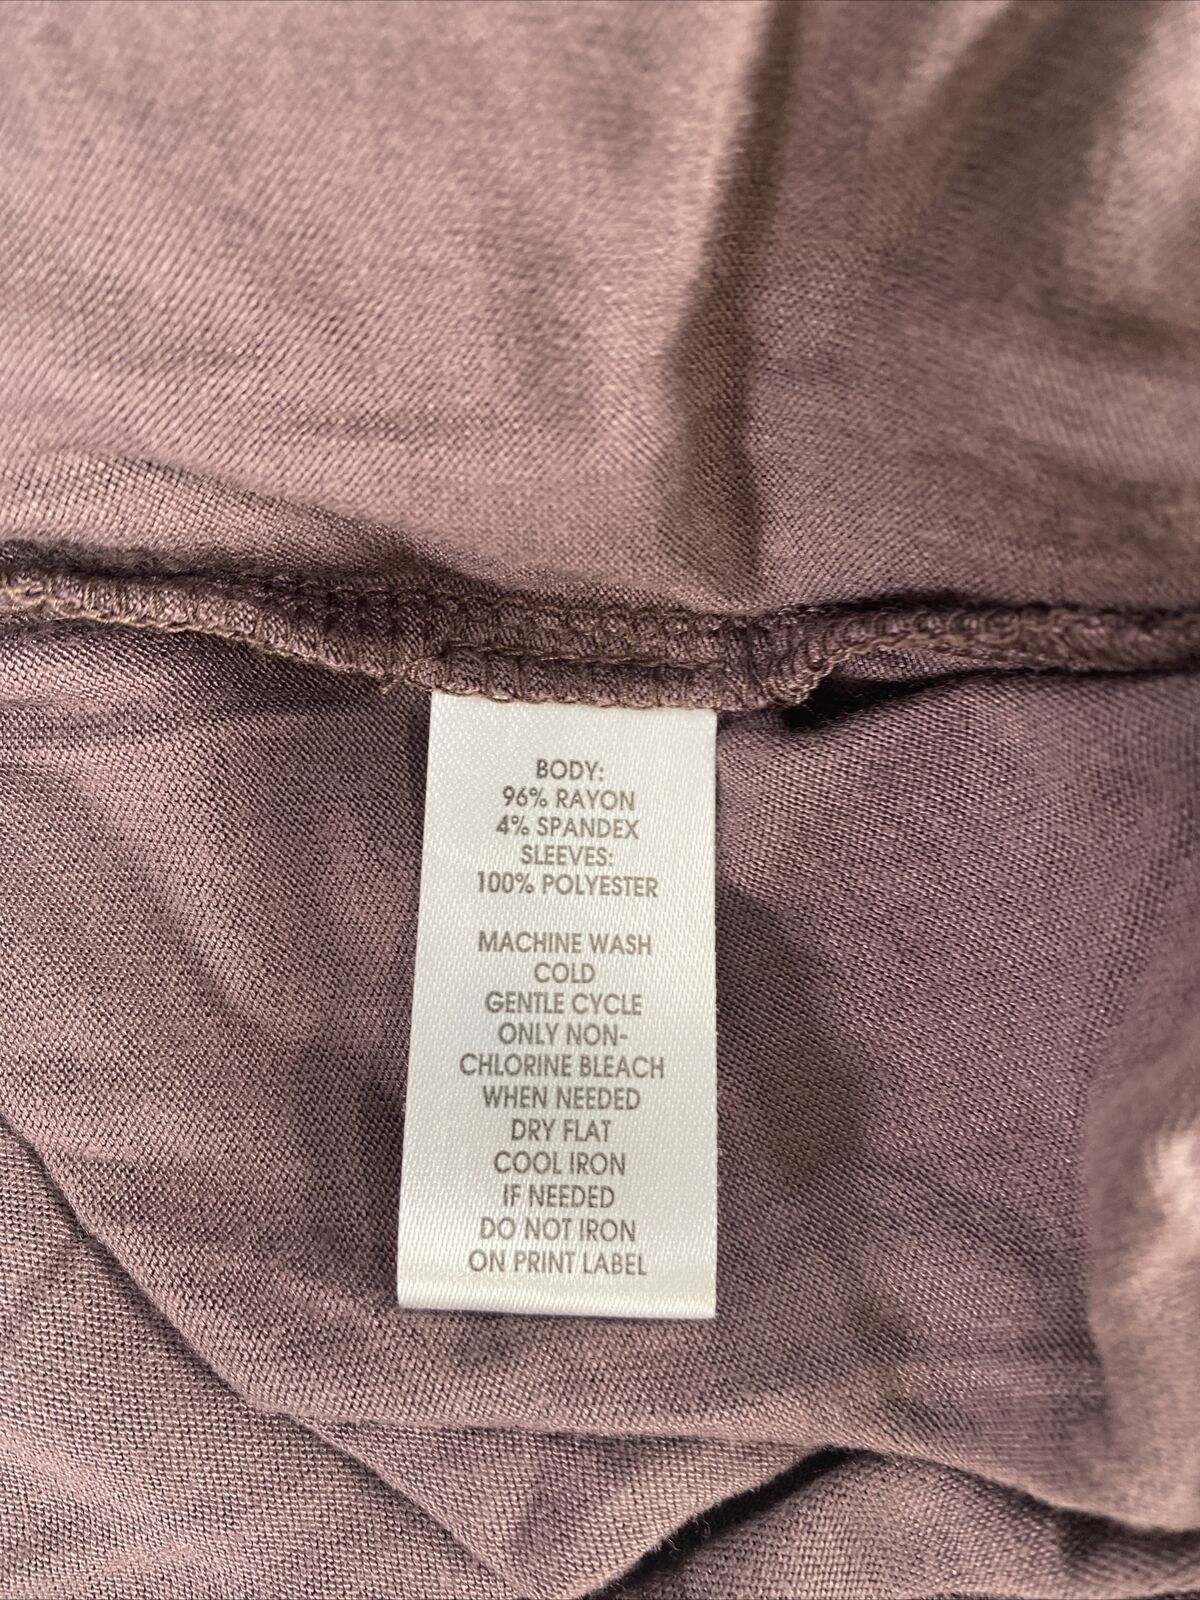 BODY:
96% RAYON
4% SPANDEX
SLEEVES:
100% POLYESTER
MACHINE WASH
COLD
GENTLE CYCLE
ONLY NON-
CHLORINE BLEACH
WHEN NEEDED
DRY FLAT
COOL IRON
IF NEEDED
DO NOT IRON
ON PRINT LABEL